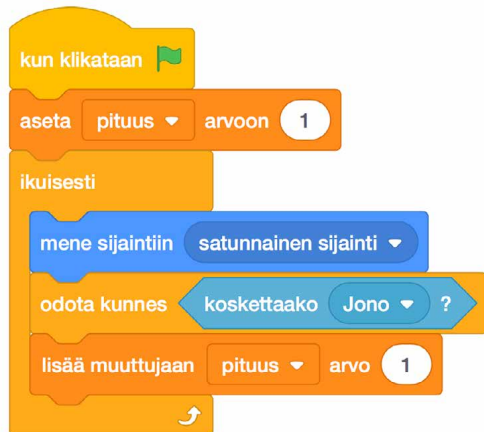 kun klikataan
aseta pituus arvoon 1
ikuisesti
mene sijaintiin satunnainen sijainti
odota kunnes koskettaako Jono ?
lisää muuttujaan pituus arvo 1